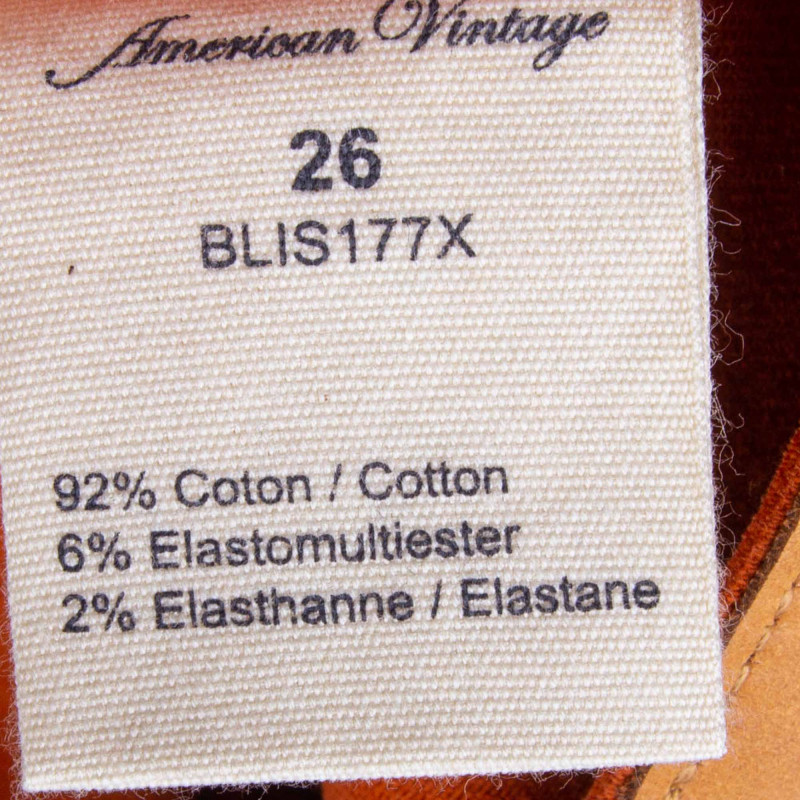 American Vintage
26
BLIS177X
92% Coton / Cotton
6% Elastomultiester
2% Elasthanne / Elastane